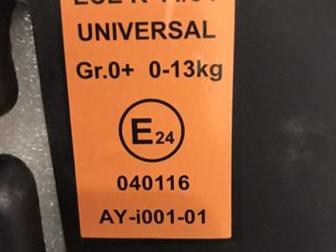 UNIVERSAL
Gr.0+ 0-13kg
E24
040116
AY-i001-01